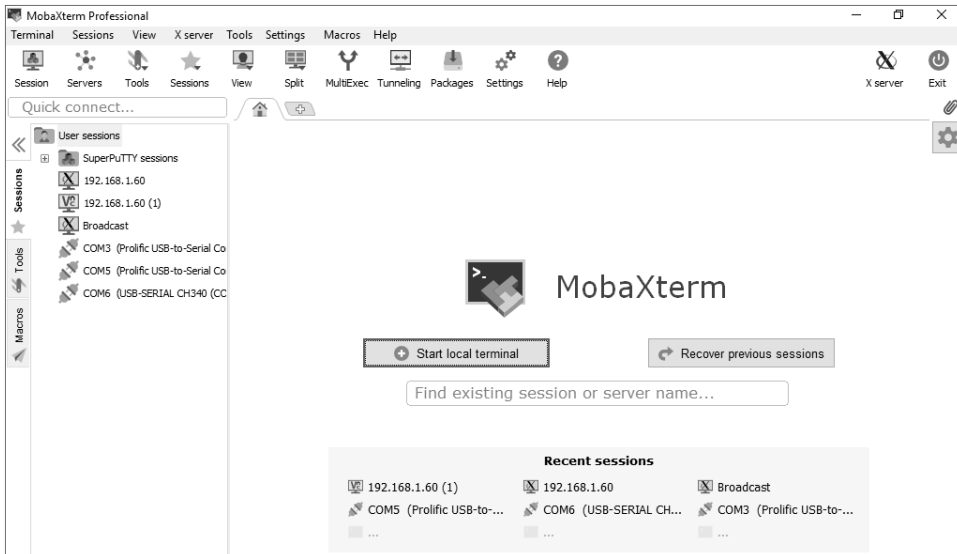 MobaXterm Professional
Terminal Sessions View X server Tools Settings Macros Help
Session Servers Tools Sessions View Split MultiExec Tunneling Packages Settings Help X server Exit
Quick connect...
User sessions
SuperPuTTY sessions
192.168.1.60
192.168.1.60 (1)
Broadcast
COM3 (Prolific USB-to-Serial Co
COM5 (Prolific USB-to-Serial Co
COM6 (USB-SERIAL CH340 (CC
Sessions
Tools
Macros
MobaXterm
Start local terminal Recover previous sessions
Find existing session or server name...
Recent sessions
192.168.1.60 (1) 192.168.1.60 Broadcast
COM5 (Prolific USB-to-... COM6 (USB-SERIAL CH... COM3 (Prolific USB-to-...
... ... ...